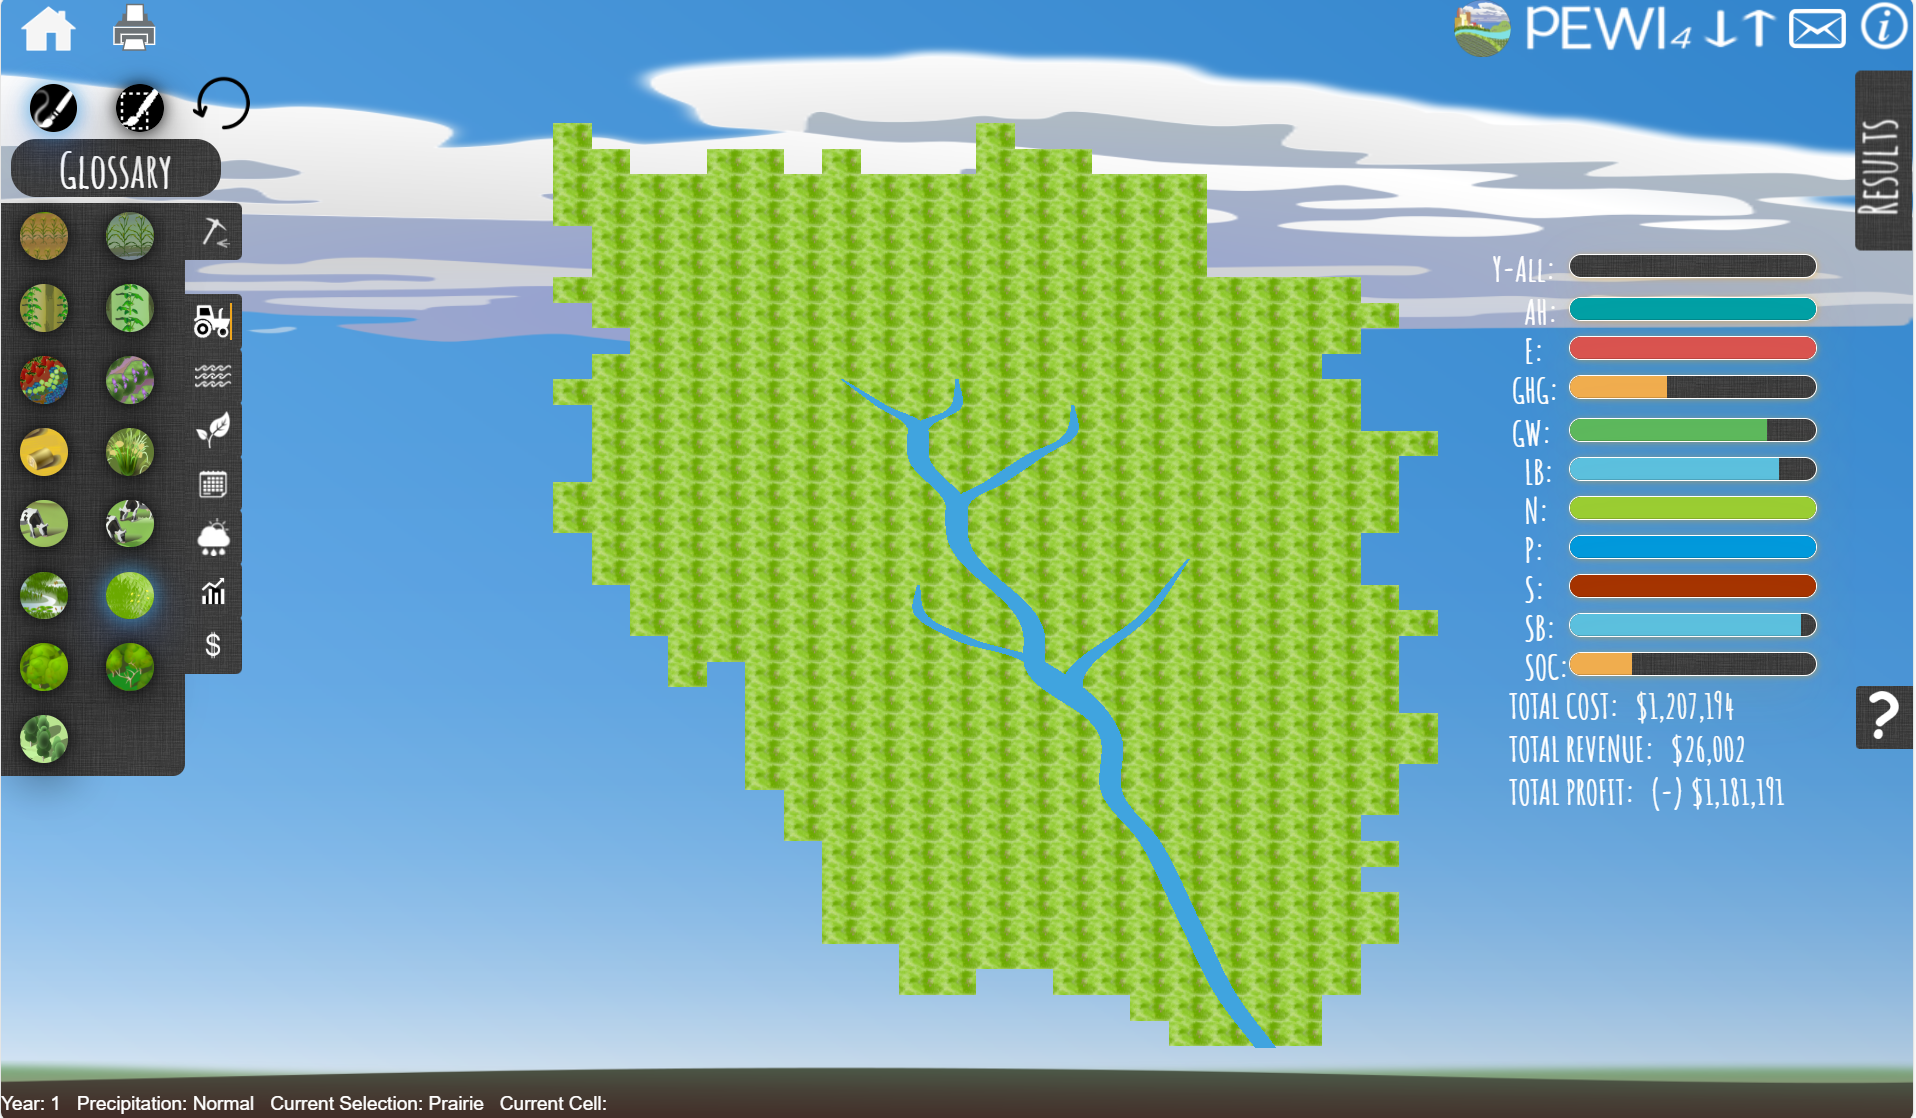 PEWI4
GLOSSARY
RESULTS
Y-ALL:
AH:
E:
GHG:
GW:
LB:
N:
P:
S:
SB:
SOC:
TOTAL COST: $1,207,194
TOTAL REVENUE: $26,002
TOTAL PROFIT: (-) $1,181,191
$
?
Year: 1 Precipitation: Normal Current Selection: Prairie Current Cell: